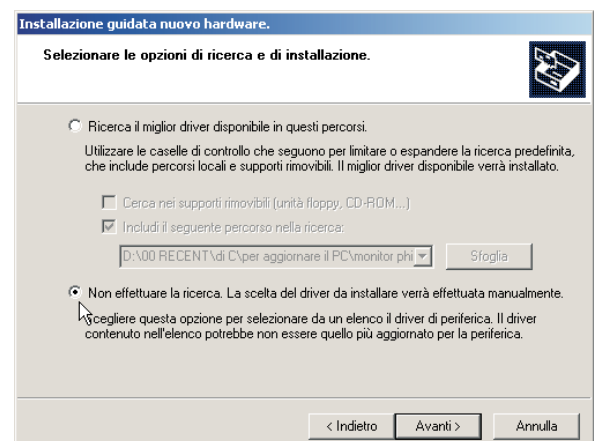 Installazione guidata nuovo hardware.
Selezionare le opzioni di ricerca e di installazione.
Ricerca il miglior driver disponibile in questi percorsi.
Utilizzare le caselle di controllo che seguono per limitare o espandere la ricerca predefinita,
che include percorsi locali e supporti rimovibili. Il miglior driver disponibile verrà installato.
Cerca nei supporti rimovibili (unità floppy, CD-ROM...)
Includi il seguente percorso nella ricerca:
D:\00 RECENT\di C\per aggiornare il PC\monitor phi
Sfoglia
Non effettuare la ricerca. La scelta del driver da installare verrà effettuata manualmente.
Scegliere questa opzione per selezionare da un elenco il driver di periferica. Il driver
contenuto nell'elenco potrebbe non essere quello più aggiornato per la periferica.
< Indietro
Avanti >
Annulla